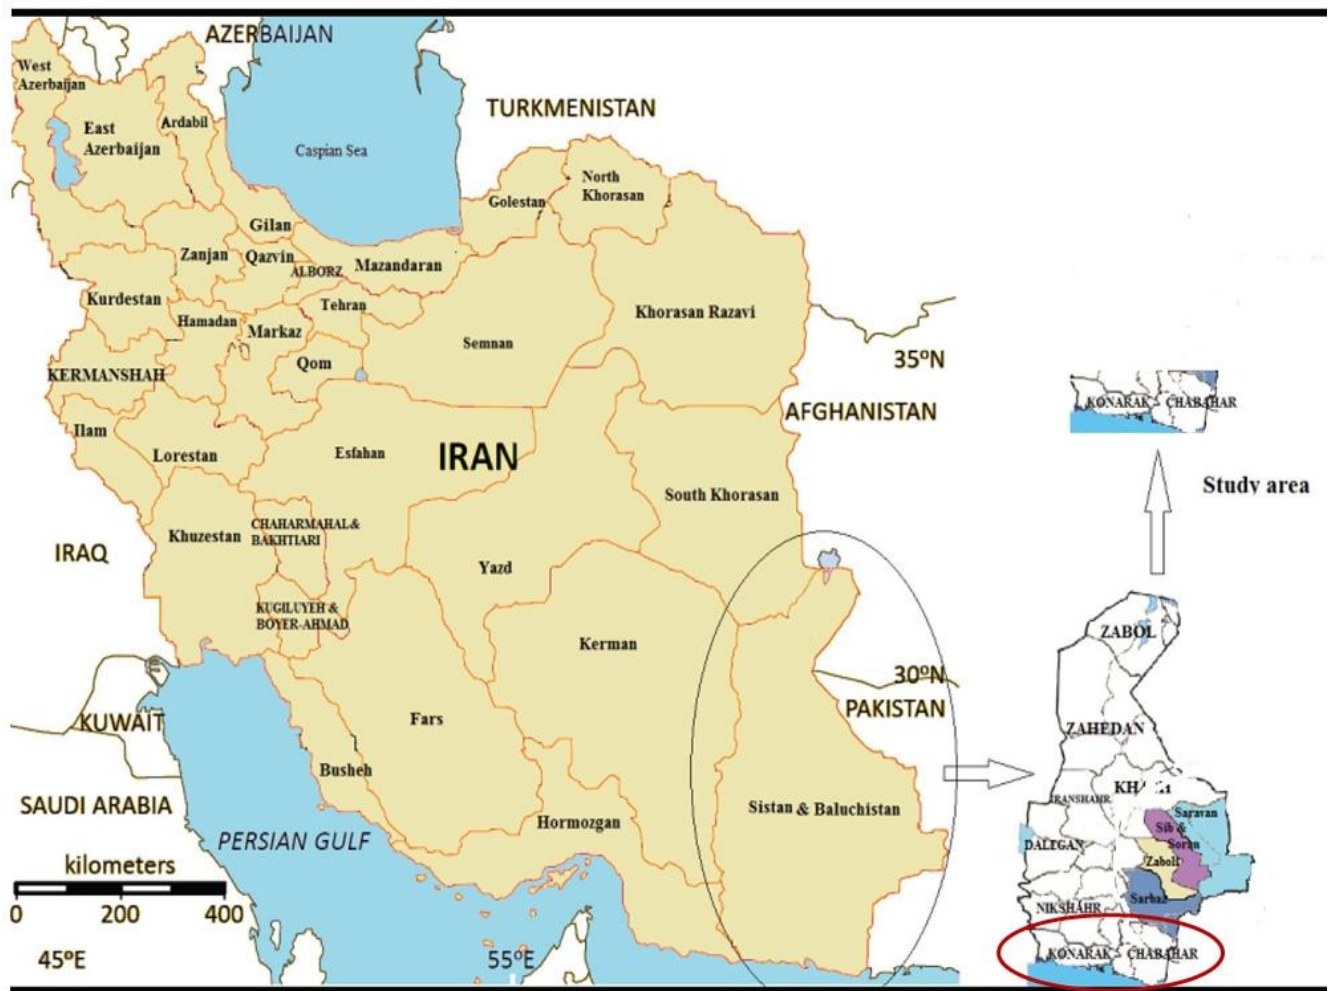 AZERBAIJAN
West
Azerbaijan
East
Azerbaijan
Ardabil
TURKMENISTAN
Caspian Sea
North
Khorasan
Golestan
Gilan
Zanjan
Qazvin
ALBORZ
Mazandaran
Kurdestan
Tehran
Khorasan Razavi
Hamadan
Markaz
Semnan
35ºN
Qom
KERMANSHAH
AFGHANISTAN
KONARAK
CHABAHAR
Ilam
Lorestan
Esfahan
IRAN
South Khorasan
Study area
IRAQ
Khuzestan
CHAHARMAHAL&
BAKHTIARI
Yazd
KUGILUYEH &
BOYER-AHMAD
Kerman
ZABOL
30ºN
PAKISTAN
KUWAIT
Fars
ZAHEDAN
Busheh
SAUDI ARABIA
Sistan & Baluchistan
Hormozgan
PERSIAN GULF
IRANSHAHR
Saravan
Sib &
Soran
DALEGAN
Zaboli
Sarbaz
NIKSHAHR
kilometers
0 200 400
45ºE
55ºE
KONARAK
CHABAHAR